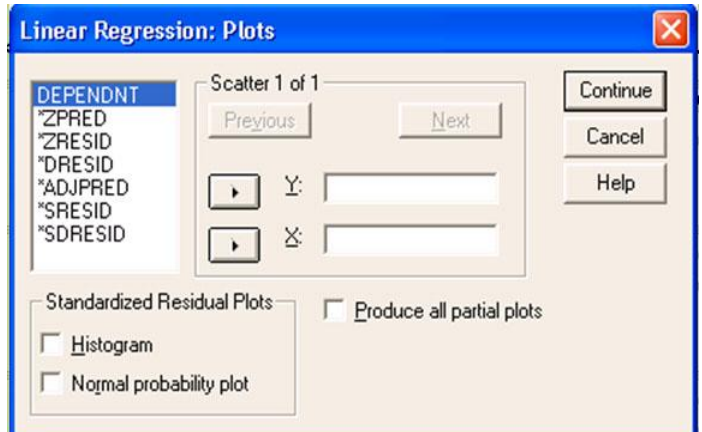 Linear Regression: Plots
DEPENDNT
*ZPRED
*ZRESID
*DRESID
*ADJPRED
*SRESID
*SDRESID
Scatter 1 of 1
Previous Next
Y:
X:
Continue
Cancel
Help
Standardized Residual Plots
Histogram
Normal probability plot
Produce all partial plots